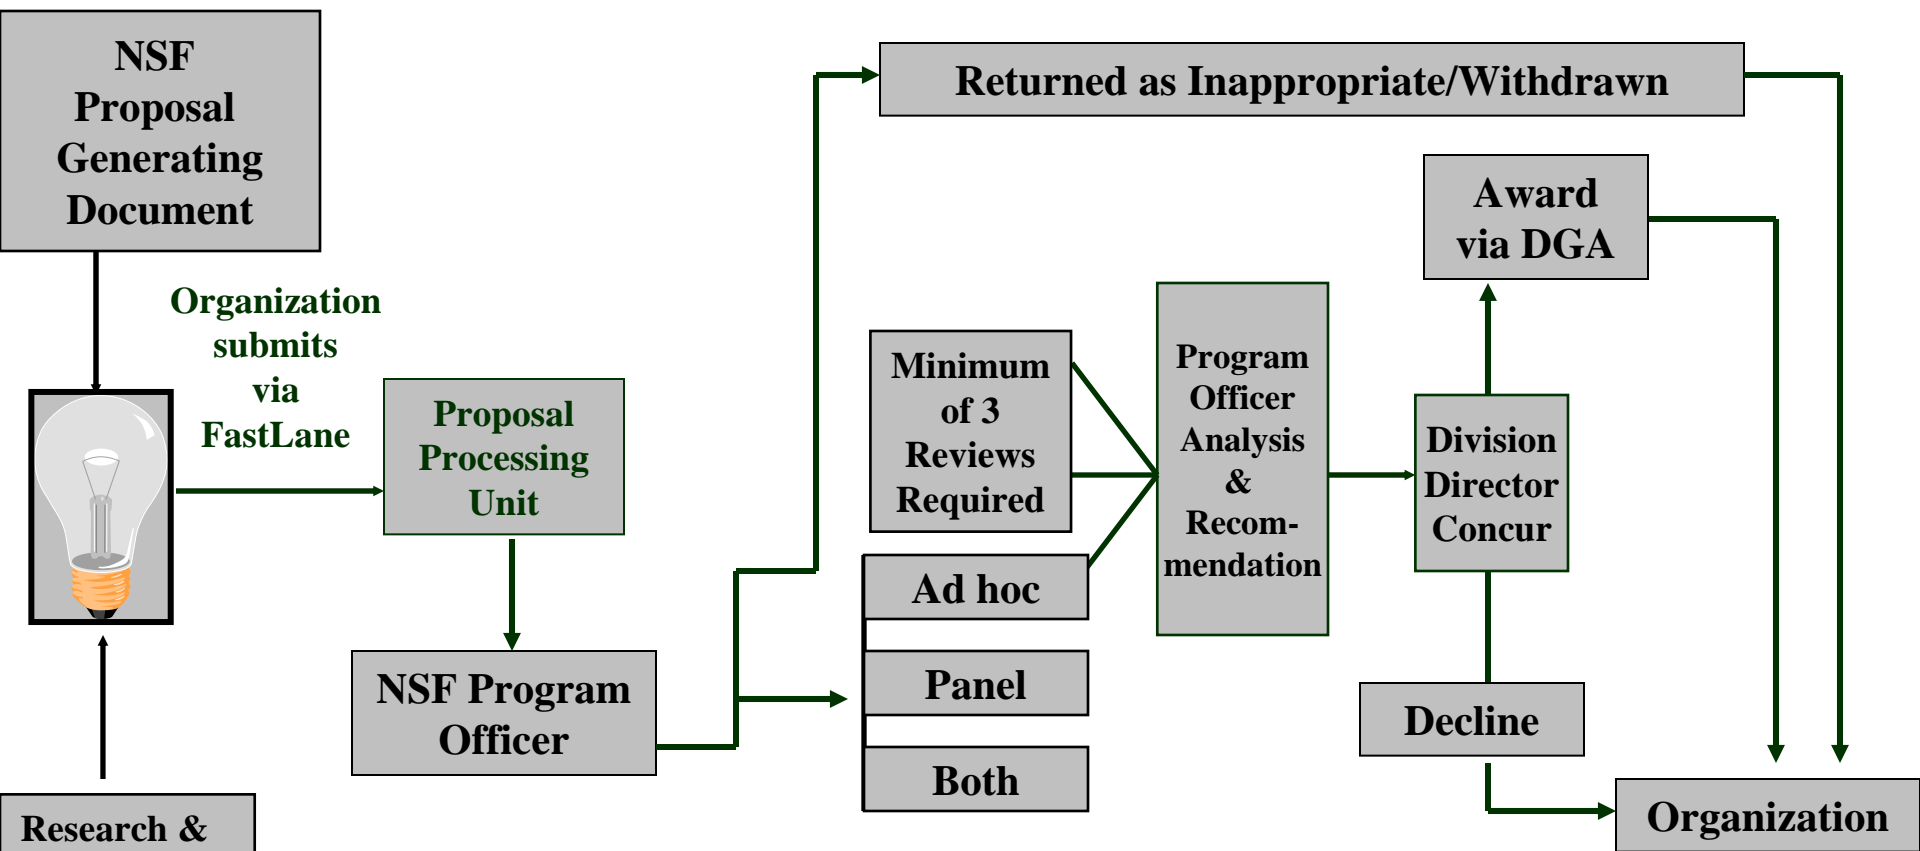 NSF
Proposal
Generating
Document
Organization
submits
via
FastLane
Proposal
Processing
Unit
NSF Program
Officer
Research &
Returned as Inappropriate/Withdrawn
Minimum
of 3
Reviews
Required
Ad hoc
Panel
Both
Program
Officer
Analysis
&
Recom-
mendation
Division
Director
Concur
Award
via DGA
Decline
Organization